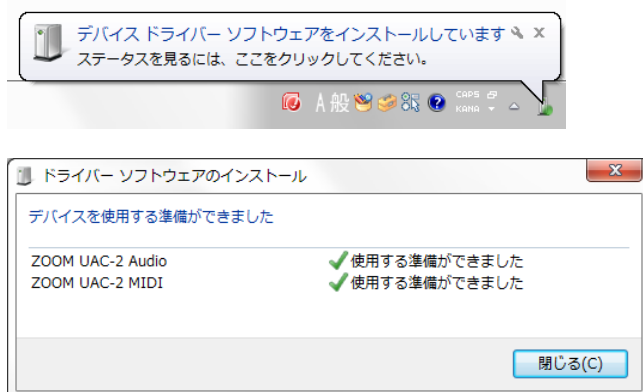 デバイス ドライバー ソフトウェアをインストールしています
ステータスを見るには、ここをクリックしてください。
A 般 CAPS
KANA
ドライバー ソフトウェアのインストール
デバイスを使用する準備ができました
ZOOM UAC-2 Audio 使用する準備ができました
ZOOM UAC-2 MIDI 使用する準備ができました
閉じる(C)